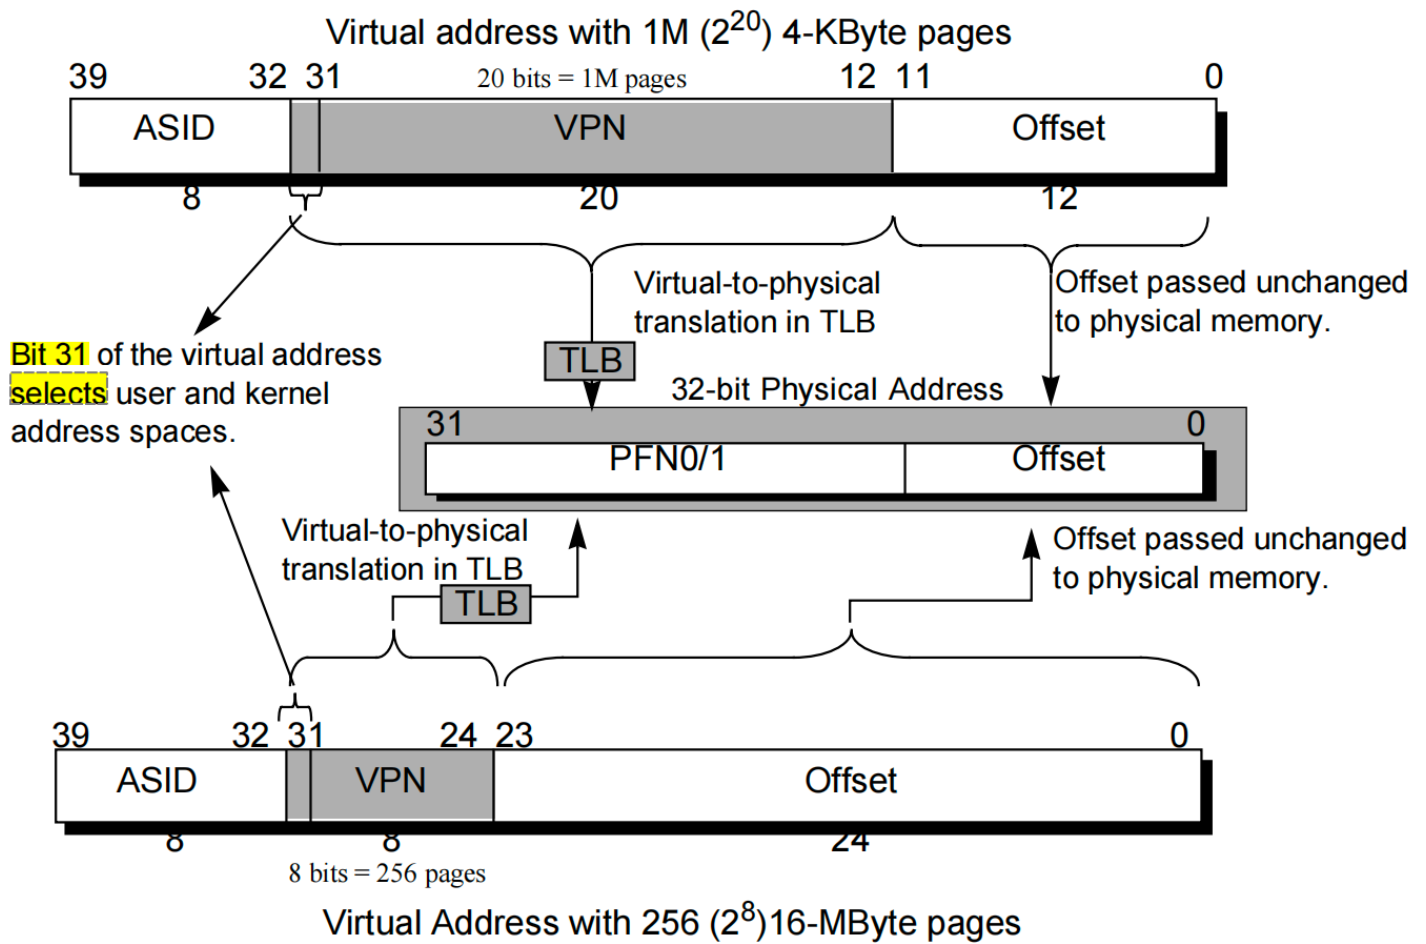 Virtual address with 1M (2²⁰) 4-KByte pages
39 32 31 20 bits = 1M pages 12 11 0
ASID VPN Offset
8 20 12
Virtual-to-physical
translation in TLB
Offset passed unchanged
to physical memory.
TLB
Bit 31 of the virtual address
selects user and kernel
address spaces.
32-bit Physical Address
31 0
PFN0/1 Offset
Virtual-to-physical
translation in TLB
TLB
Offset passed unchanged
to physical memory.
39 32 31 24 23 0
ASID VPN Offset
8 8 24
8 bits = 256 pages
Virtual Address with 256 (2⁸)16-MByte pages